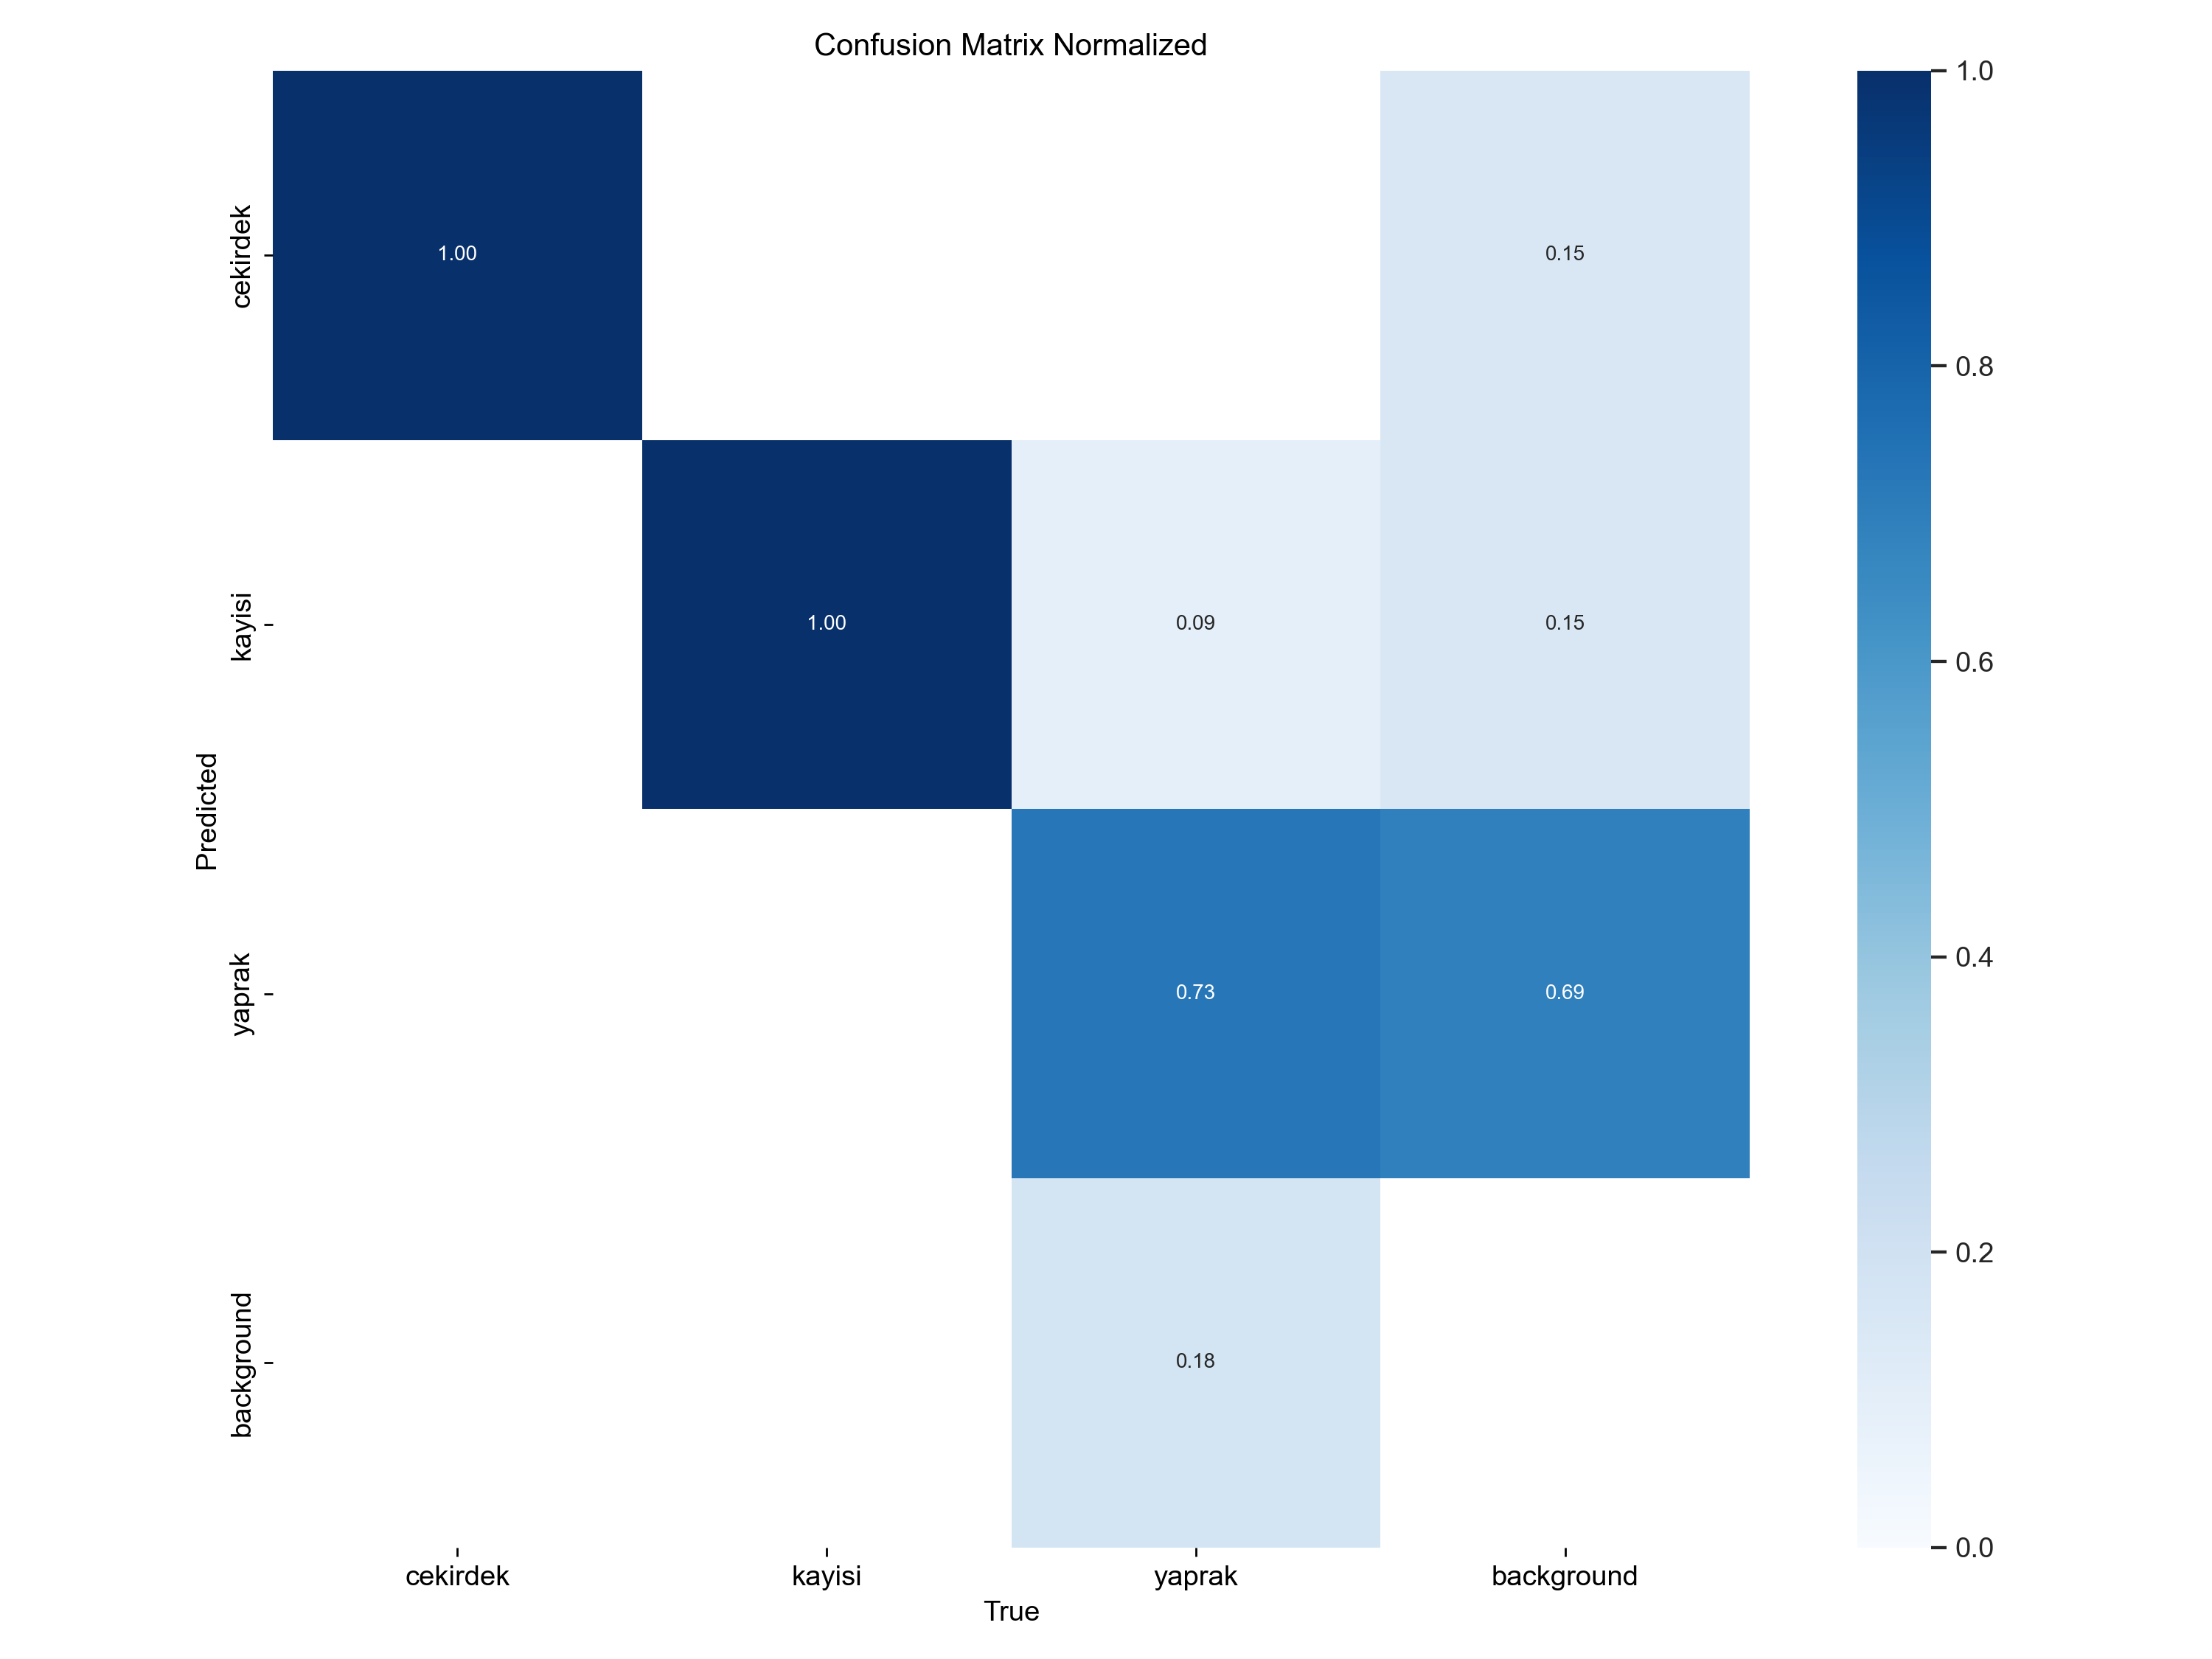 Confusion Matrix Normalized
1.0
cekirdek
1.00
0.15
0.8
kayisi
1.00
0.09
0.15
0.6
Predicted
yaprak
0.73
0.69
0.4
background
0.18
0.2
0.0
cekirdek kayisi yaprak background
True